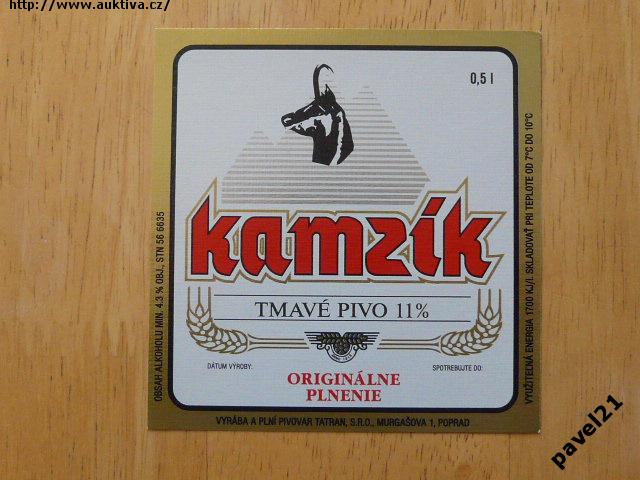 http://www.auktiva.cz/
0,5 l
kamzík
TMAVÉ PIVO 11%
DÁTUM VÝROBY:
SPOTREBUJTE DO:
ORIGINÁLNE
PLNENIE
VYRÁBA A PLNÍ PIVOVAR TATRAN, S.R.O., MURGAŠOVA 1, POPRAD
OBSAH ALKOHOLU MIN. 4.3 % OBJ., STN 56 6635
VYUŽITEĽNÁ ENERGIA 1700 KJ/l. SKLADOVAŤ PRI TEPLOTE OD 7°C DO 10°C
pavel21